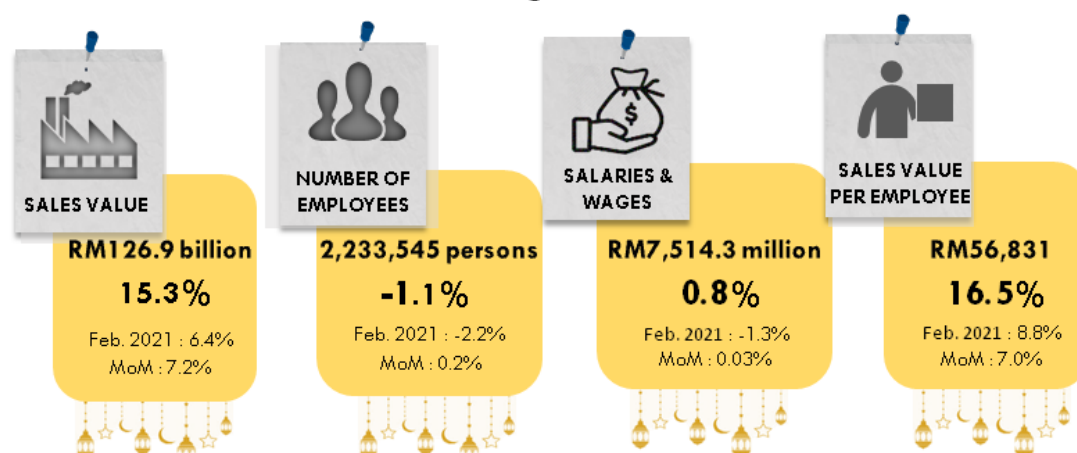 SALES VALUE
RM126.9 billion
15.3%
Feb. 2021 : 6.4%
MoM : 7.2%
NUMBER OF
EMPLOYEES
2,233,545 persons
-1.1%
Feb. 2021 : -2.2%
MoM : 0.2%
$
SALARIES &
WAGES
RM7,514.3 million
0.8%
Feb. 2021 : -1.3%
MoM : 0.03%
SALES VALUE
PER EMPLOYEE
RM56,831
16.5%
Feb. 2021 : 8.8%
MoM : 7.0%